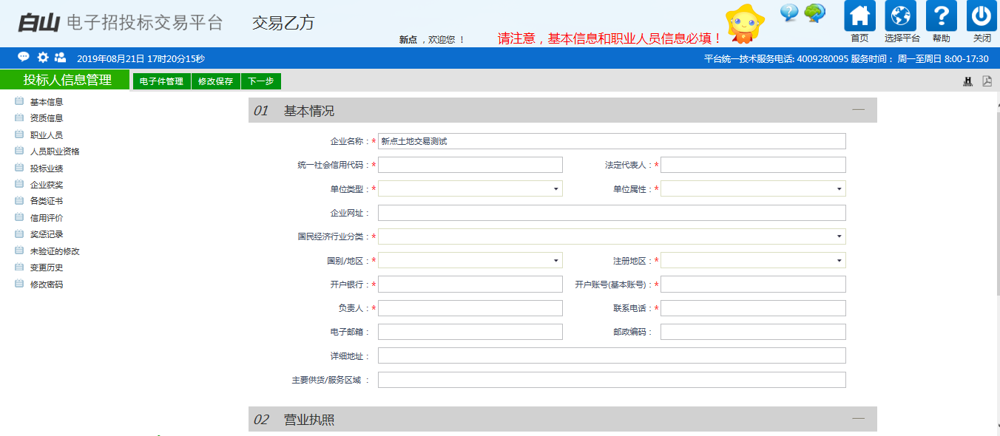 白山 电子招投标交易平台 交易乙方
新点，欢迎您！ 请注意，基本信息和职业人员信息必填！
首页 选择平台 帮助 关闭
2019年08月21日 17时20分15秒 平台统一技术服务电话: 4009280095 服务时间： 周一至周日 8:00-17:30
投标人信息管理 电子件管理 修改保存 下一步
基本信息
资质信息
职业人员
人员职业资格
投标业绩
企业获奖
各类证书
信用评价
奖惩记录
未验证的修改
变更历史
修改密码
01 基本情况
企业名称：* 新点土地交易测试
统一社会信用代码：* 法定代表人：*
单位类型：* 单位属性：*
企业网址：
国民经济行业分类：*
国别/地区：* 注册地区：*
开户银行：* 开户账号(基本账号)：*
负责人：* 联系电话：*
电子邮箱： 邮政编码：
详细地址：
主要供货/服务区域：
02 营业执照